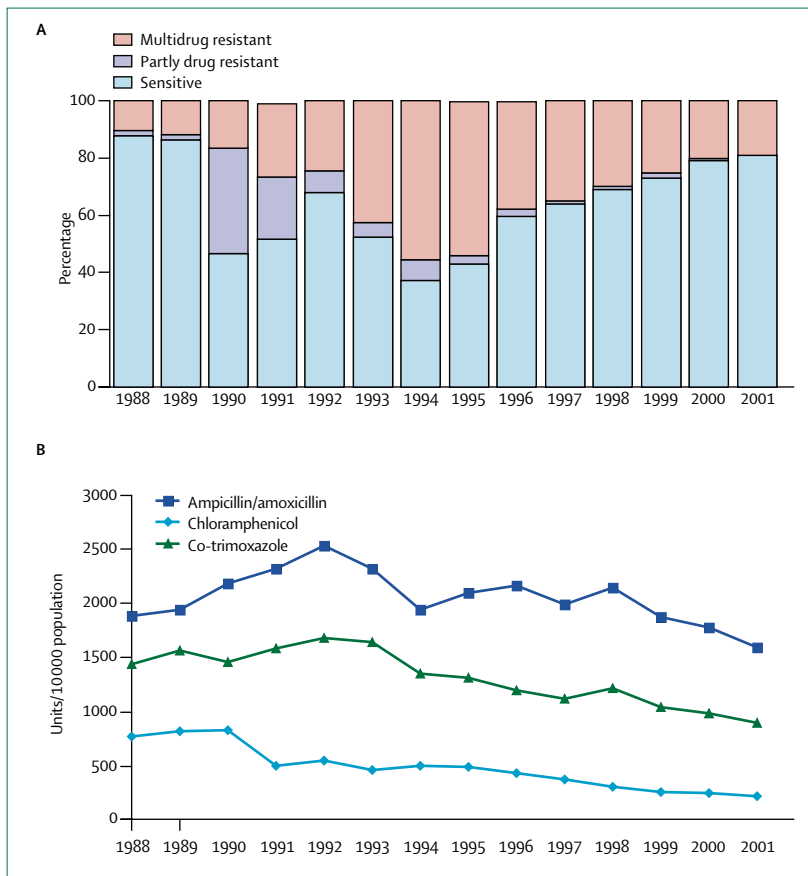 A
Multidrug resistant
Partly drug resistant
Sensitive
100
80
60
40
20
0
Percentage
1988 1989 1990 1991 1992 1993 1994 1995 1996 1997 1998 1999 2000 2001
B
3000
2500
2000
1500
1000
500
0
Units/10000 population
Ampicillin/amoxicillin
Chloramphenicol
Co-trimoxazole
1988 1989 1990 1991 1992 1993 1994 1995 1996 1997 1998 1999 2000 2001